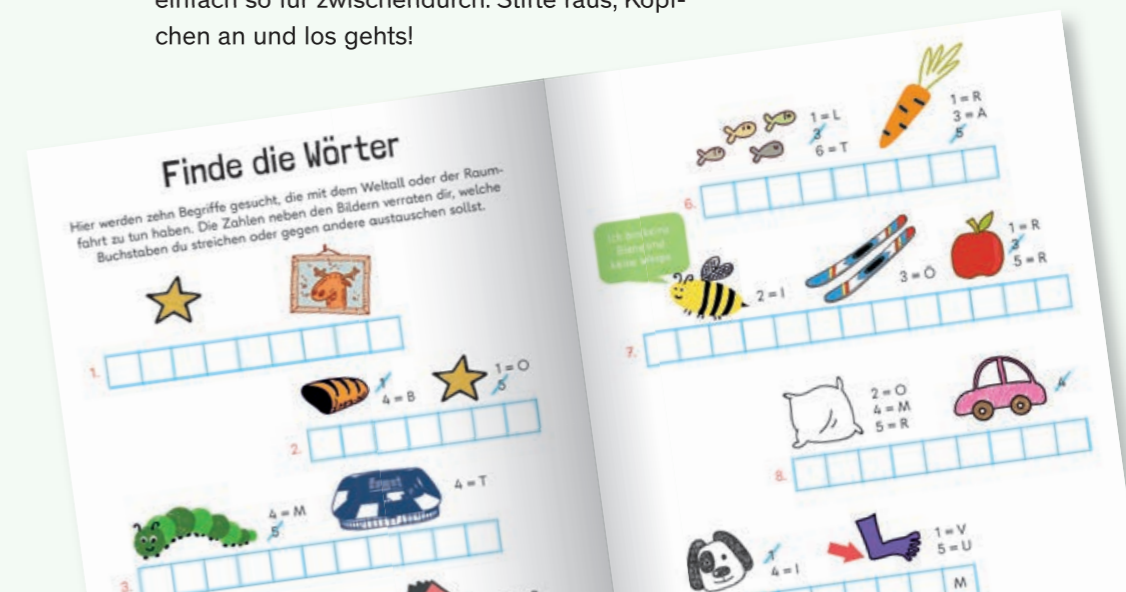 einfach so für zwischendurch. Stifte raus, Köpf-
chen an und los gehts!
Finde die Wörter
Hier werden zehn Begriffe gesucht, die mit dem Weltall oder der Raum-
fahrt zu tun haben. Die Zahlen neben den Bildern verraten dir, welche
Buchstaben du streichen oder gegen andere austauschen sollst.
1.
1
4 = B
1 = O
5
2.
4 = M
5
4 = T
3.
1 = L
3
6 = T
1 = R
3 = A
5
6.
Ich bin keine
Biene und
keine Wespe
2 = I
3 = Ö
1 = R
3
5 = R
7.
2 = O
4 = M
5 = R
4
8.
1
4 = I
1 = V
5 = U
M